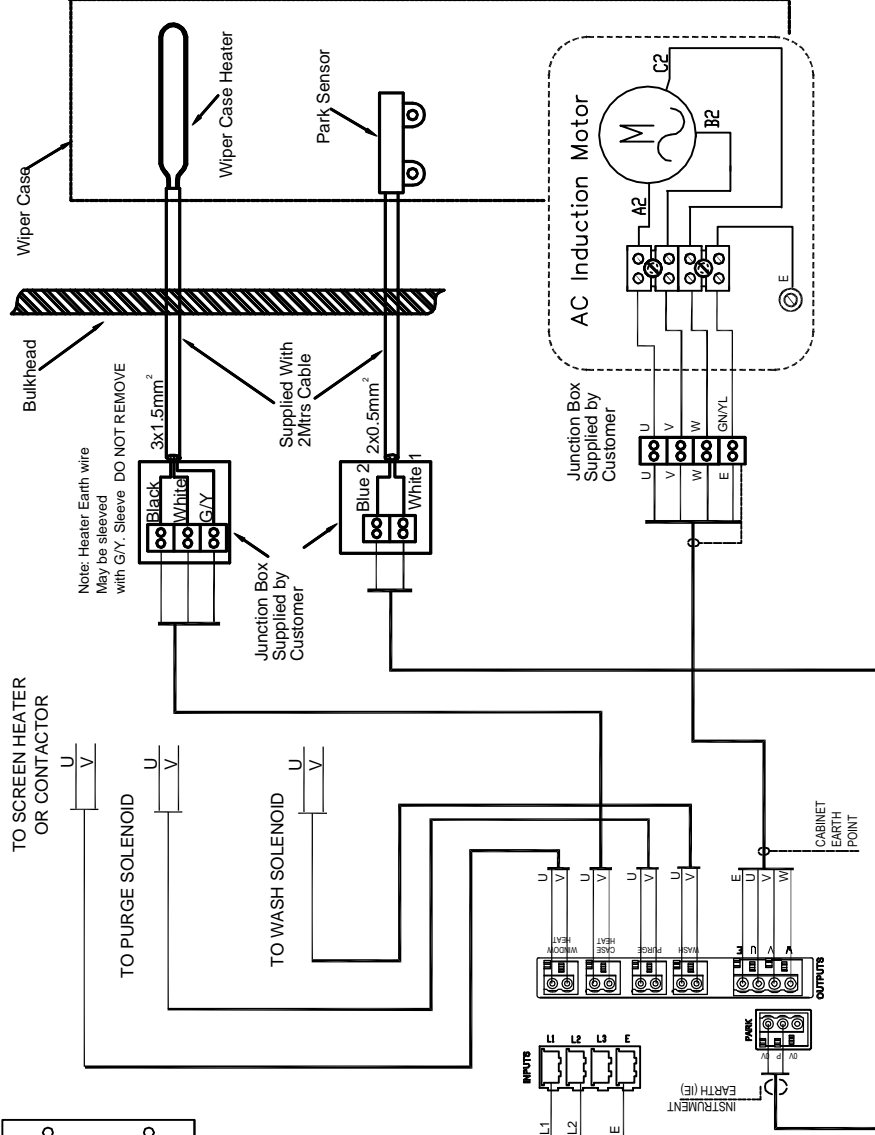 Wiper Case
Wiper Case Heater
Park Sensor
AC Induction Motor
M
A2
B2
C2
E
Bulkhead
3x1.5mm²
Supplied With
2Mtrs Cable
2x0.5mm²
Note: Heater Earth wire
May be sleeved
with G/Y. Sleeve DO NOT REMOVE
Black
White
G/Y
Blue 2
White 1
Junction Box
Supplied by
Customer
Junction Box
Supplied by
Customer
U
V
W
GN/YL
U
V
W
E
TO SCREEN HEATER
OR CONTACTOR
U
V
TO PURGE SOLENOID
U
V
TO WASH SOLENOID
U
V
U
V
U
V
U
V
U
V
E
U
V
W
CABINET
EARTH
POINT
WINDOW
HEAT
CASE
HEAT
PURGE
WASH
E
U
V
W
OUTPUTS
INPUTS
L1
L2
L3
E
L1
L2
E
PARK
0V
P
0V
INSTRUMENT
EARTH (IE)